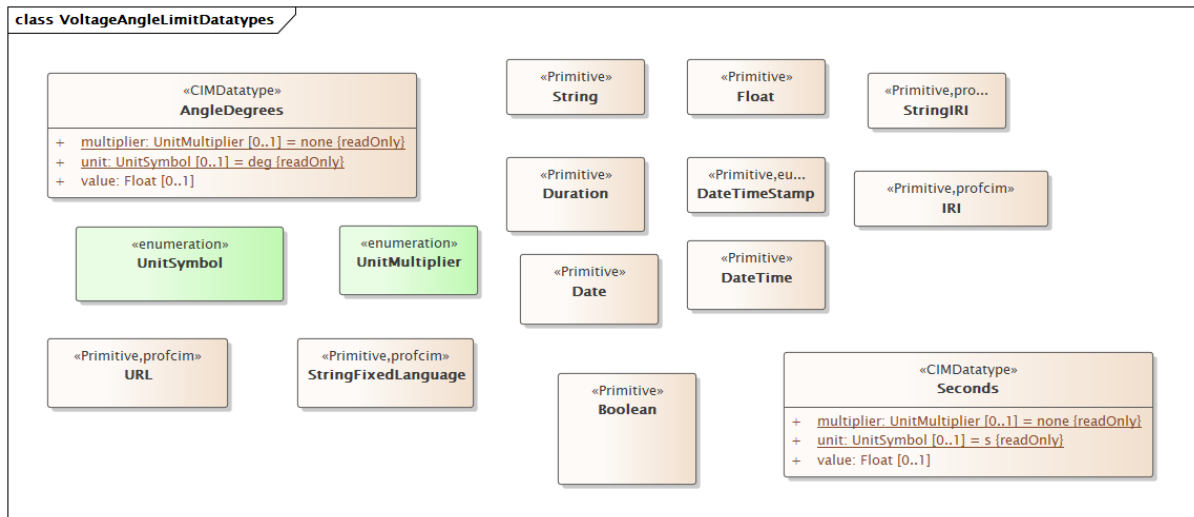 class VoltageAngleLimitDatatypes
«CIMDatatype»
AngleDegrees
+ multiplier: UnitMultiplier [0..1] = none {readOnly}
+ unit: UnitSymbol [0..1] = deg {readOnly}
+ value: Float [0..1]
«Primitive»
String
«Primitive»
Float
«Primitive,pro...
StringIRI
«Primitive»
Duration
«Primitive,eu...
DateTimeStamp
«Primitive,profcim»
IRI
«enumeration»
UnitSymbol
«enumeration»
UnitMultiplier
«Primitive»
Date
«Primitive»
DateTime
«Primitive,profcim»
URL
«Primitive,profcim»
StringFixedLanguage
«Primitive»
Boolean
«CIMDatatype»
Seconds
+ multiplier: UnitMultiplier [0..1] = none {readOnly}
+ unit: UnitSymbol [0..1] = s {readOnly}
+ value: Float [0..1]